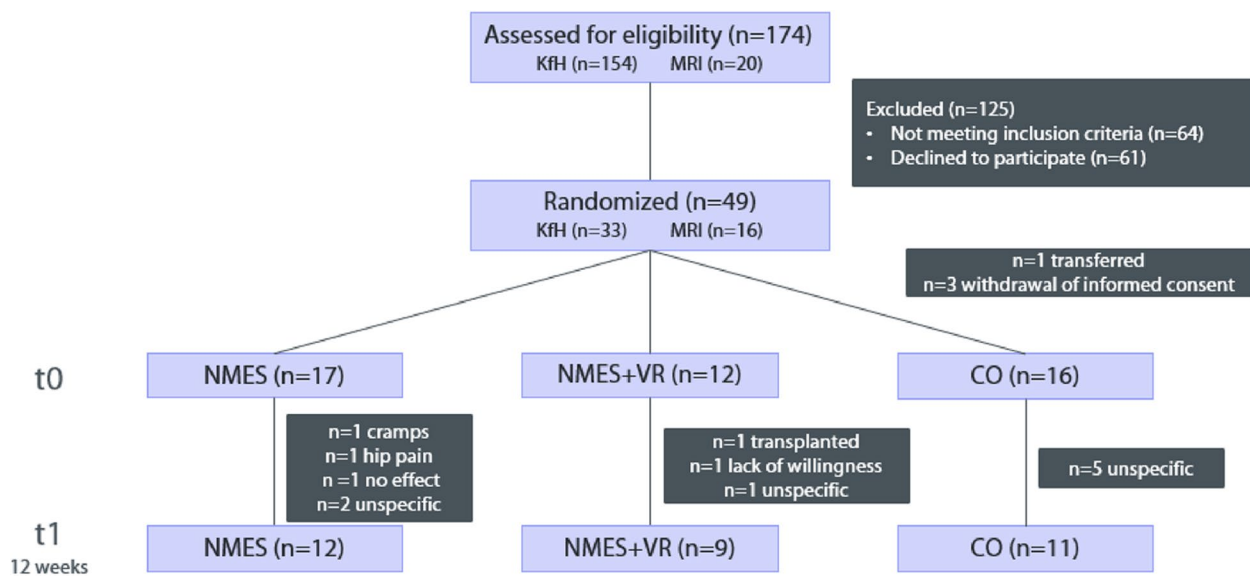 Assessed for eligibility (n=174)
KfH (n=154) MRI (n=20)
Excluded (n=125)
• Not meeting inclusion criteria (n=64)
• Declined to participate (n=61)
Randomized (n=49)
KfH (n=33) MRI (n=16)
n=1 transferred
n=3 withdrawal of informed consent
t0
NMES (n=17)
NMES+VR (n=12)
CO (n=16)
n=1 cramps
n=1 hip pain
n =1 no effect
n=2 unspecific
n=1 transplanted
n=1 lack of willingness
n=1 unspecific
n=5 unspecific
t1
12 weeks
NMES (n=12)
NMES+VR (n=9)
CO (n=11)